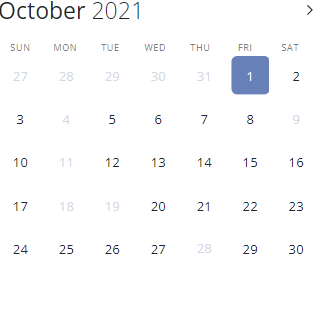 October 2021
SUN MON TUE WED THU FRI SAT
27 28 29 30 31 1 2
3 4 5 6 7 8 9
10 11 12 13 14 15 16
17 18 19 20 21 22 23
24 25 26 27 28 29 30